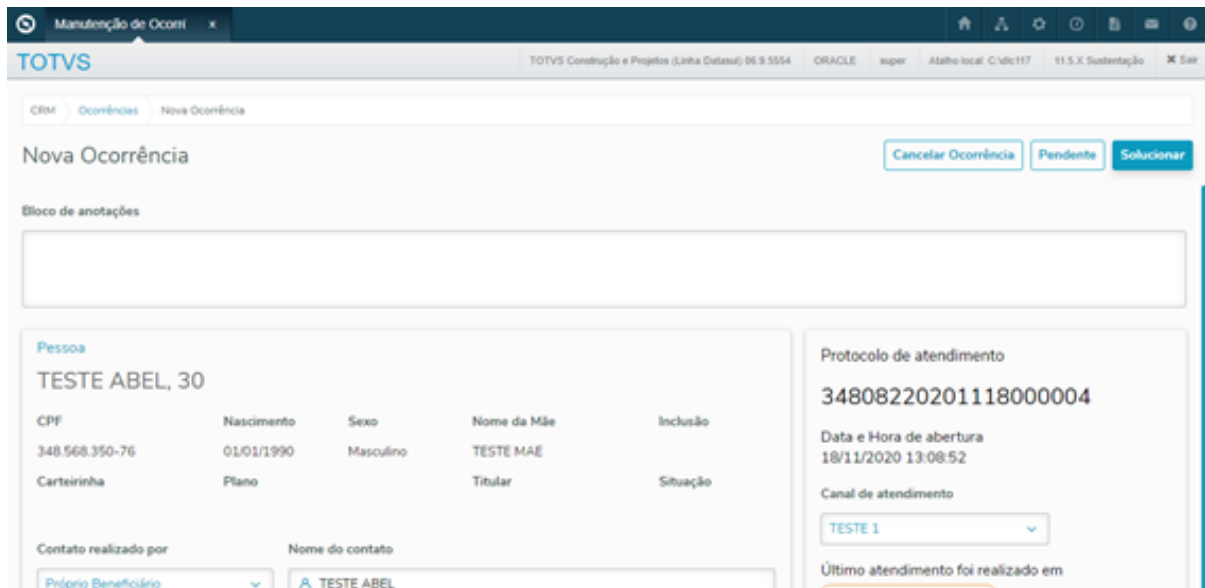 Manutenção de Ocorrí x
TOTVS
TOTVS Construção e Projetos (Linha Datasul) 06.9.5554 ORACLE super Atalho local: C:\dlc117 11.5.X Sustentação Sair
CRM Ocorrências Nova Ocorrência
Nova Ocorrência
Cancelar Ocorrência Pendente Solucionar
Bloco de anotações
Pessoa
TESTE ABEL, 30
CPF Nascimento Sexo Nome da Mãe Inclusão
348.568.350-76 01/01/1990 Masculino TESTE MAE
Carteirinha Plano Titular Situação
Contato realizado por Nome do contato
Próprio Beneficiário TESTE ABEL
Protocolo de atendimento
34808220201118000004
Data e Hora de abertura
18/11/2020 13:08:52
Canal de atendimento
TESTE 1
Último atendimento foi realizado em